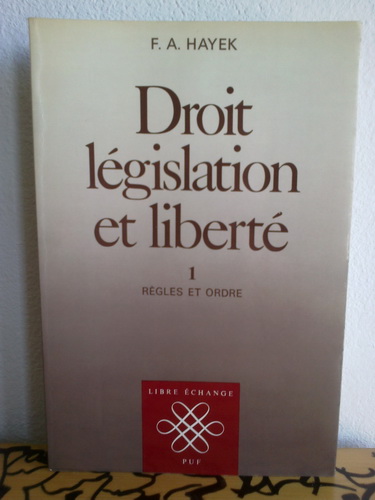 F. A. HAYEK
Droit
législation
et liberté
1
RÈGLES ET ORDRE
LIBRE ÉCHANGE
PUF